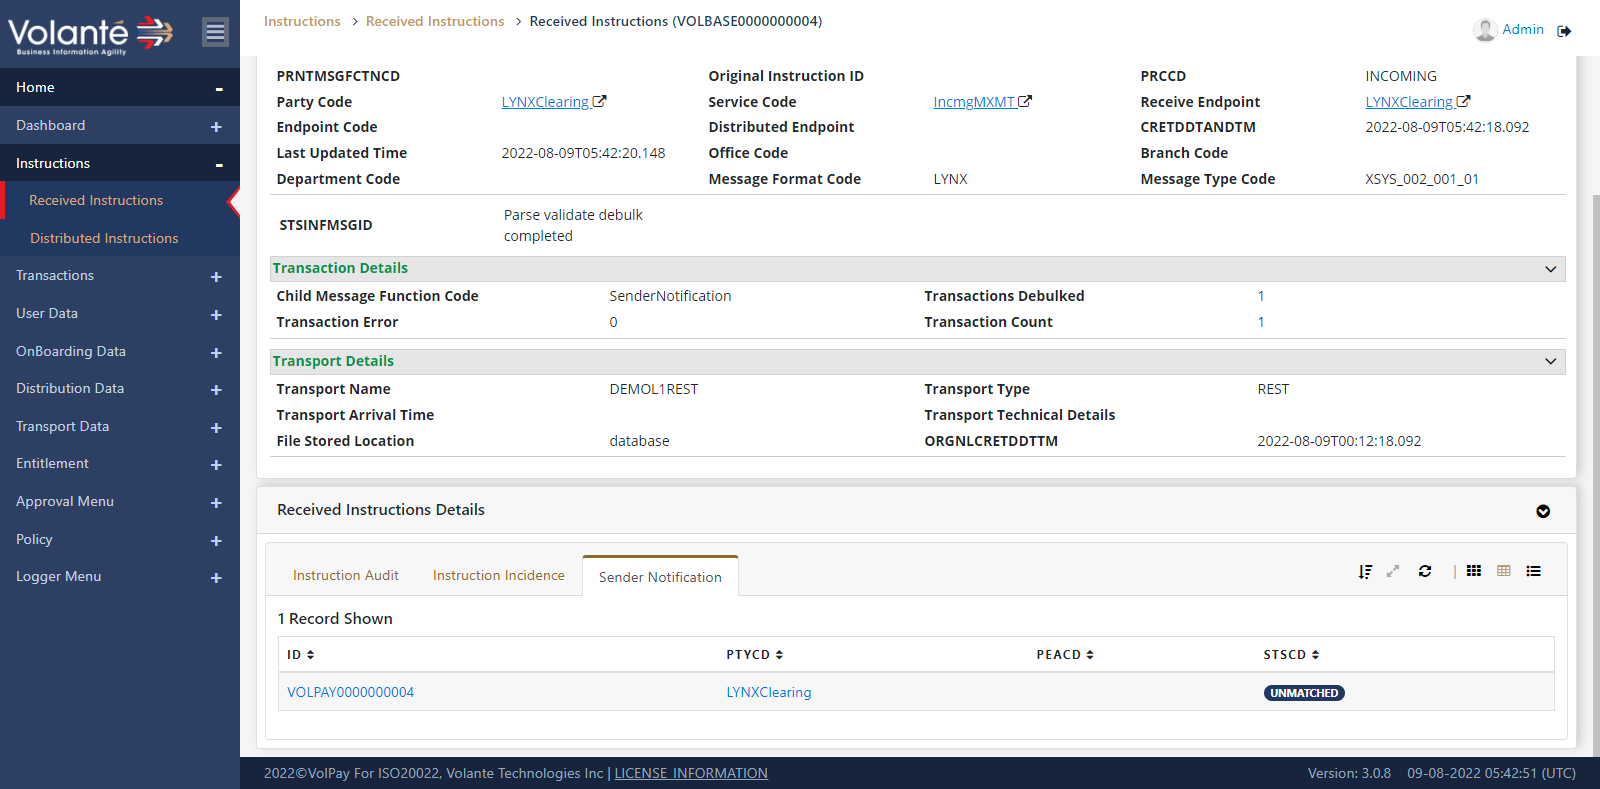 Volanté
Business Information Agility
Instructions > Received Instructions > Received Instructions (VOLBASE0000000004)
Admin
Home -
Dashboard +
Instructions -
Received Instructions
Distributed Instructions
Transactions +
User Data +
OnBoarding Data +
Distribution Data +
Transport Data +
Entitlement +
Approval Menu +
Policy +
Logger Menu +
PRNTMSGFCTNCD Original Instruction ID PRCCD INCOMING
Party Code LYNXClearing Service Code IncmgMXMT Receive Endpoint LYNXClearing
Endpoint Code Distributed Endpoint CRETDDTANDTM 2022-08-09T05:42:18.092
Last Updated Time 2022-08-09T05:42:20.148 Office Code Branch Code
Department Code Message Format Code LYNX Message Type Code XSYS_002_001_01
STSINFMSGID Parse validate debulk
completed
Transaction Details
Child Message Function Code SenderNotification Transactions Debulked 1
Transaction Error 0 Transaction Count 1
Transport Details
Transport Name DEMOL1REST Transport Type REST
Transport Arrival Time Transport Technical Details
File Stored Location database ORGNLCRETDDTTM 2022-08-09T00:12:18.092
Received Instructions Details
Instruction Audit Instruction Incidence Sender Notification |
1 Record Shown
ID PTYCD PEACD STSCD
VOLPAY0000000004 LYNXClearing UNMATCHED
2022©VolPay For ISO20022, Volante Technologies Inc | LICENSE INFORMATION Version: 3.0.8 09-08-2022 05:42:51 (UTC)